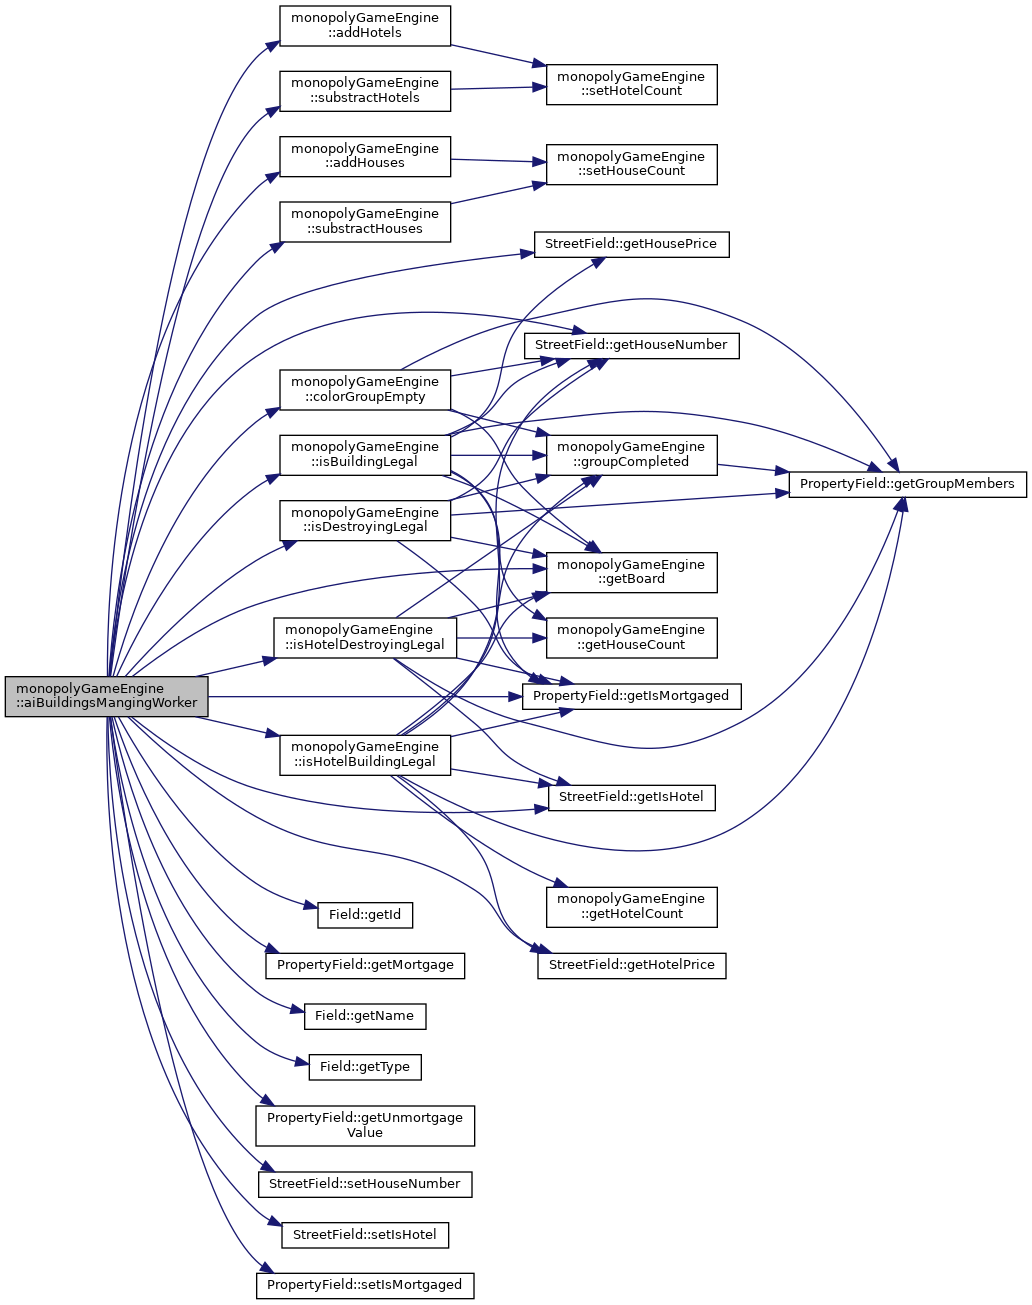 monopolyGameEngine
::addHotels
monopolyGameEngine
::setHotelCount
monopolyGameEngine
::substractHotels
monopolyGameEngine
::addHouses
monopolyGameEngine
::setHouseCount
monopolyGameEngine
::substractHouses
StreetField::getHousePrice
StreetField::getHouseNumber
monopolyGameEngine
::colorGroupEmpty
monopolyGameEngine
::isBuildingLegal
monopolyGameEngine
::groupCompleted
PropertyField::getGroupMembers
monopolyGameEngine
::isDestroyingLegal
monopolyGameEngine
::getBoard
monopolyGameEngine
::isHotelDestroyingLegal
monopolyGameEngine
::getHouseCount
monopolyGameEngine
::aiBuildingsMangingWorker
PropertyField::getIsMortgaged
monopolyGameEngine
::isHotelBuildingLegal
StreetField::getIsHotel
monopolyGameEngine
::getHotelCount
Field::getId
PropertyField::getMortgage
StreetField::getHotelPrice
Field::getName
Field::getType
PropertyField::getUnmortgage
Value
StreetField::setHouseNumber
StreetField::setIsHotel
PropertyField::setIsMortgaged